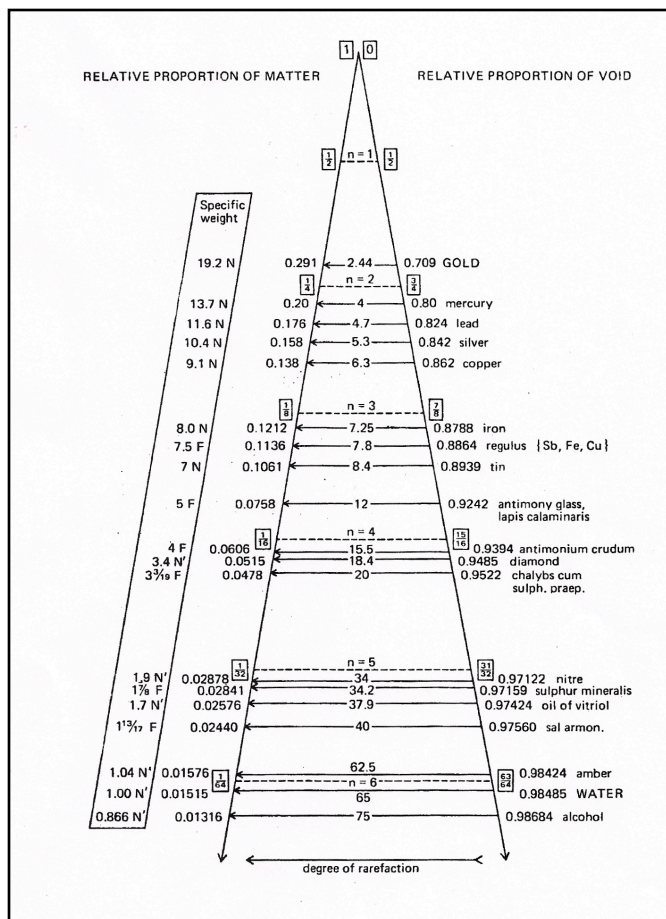 1 0
RELATIVE PROPORTION OF MATTER RELATIVE PROPORTION OF VOID
1/2 n = 1 1/2
Specific
weight
19.2 N 0.291 2.44 0.709 GOLD
1/4 n = 2 3/4
13.7 N 0.20 4 0.80 mercury
11.6 N 0.176 4.7 0.824 lead
10.4 N 0.158 5.3 0.842 silver
9.1 N 0.138 6.3 0.862 copper
1/8 n = 3 7/8
8.0 N 0.1212 7.25 0.8788 iron
7.5 F 0.1136 7.8 0.8864 regulus {Sb, Fe, Cu}
7 N 0.1061 8.4 0.8939 tin
5 F 0.0758 12 0.9242 antimony glass,
lapis calaminaris
1/16 n = 4 15/16
4 F 0.0606 15.5 0.9394 antimonium crudum
3.4 N' 0.0515 18.4 0.9485 diamond
3 3/19 F 0.0478 20 0.9522 chalybs cum
sulph. praep.
1/32 n = 5 31/32
1.9 N' 0.02878 34 0.97122 nitre
1 7/8 F 0.02841 34.2 0.97159 sulphur mineralis
1.7 N' 0.02576 37.9 0.97424 oil of vitriol
1 13/17 F 0.02440 40 0.97560 sal armon.
1.04 N' 0.01576 62.5 0.98424 amber
1/64 n = 6 63/64
1.00 N' 0.01515 65 0.98485 WATER
0.866 N' 0.01316 75 0.98684 alcohol
degree of rarefaction